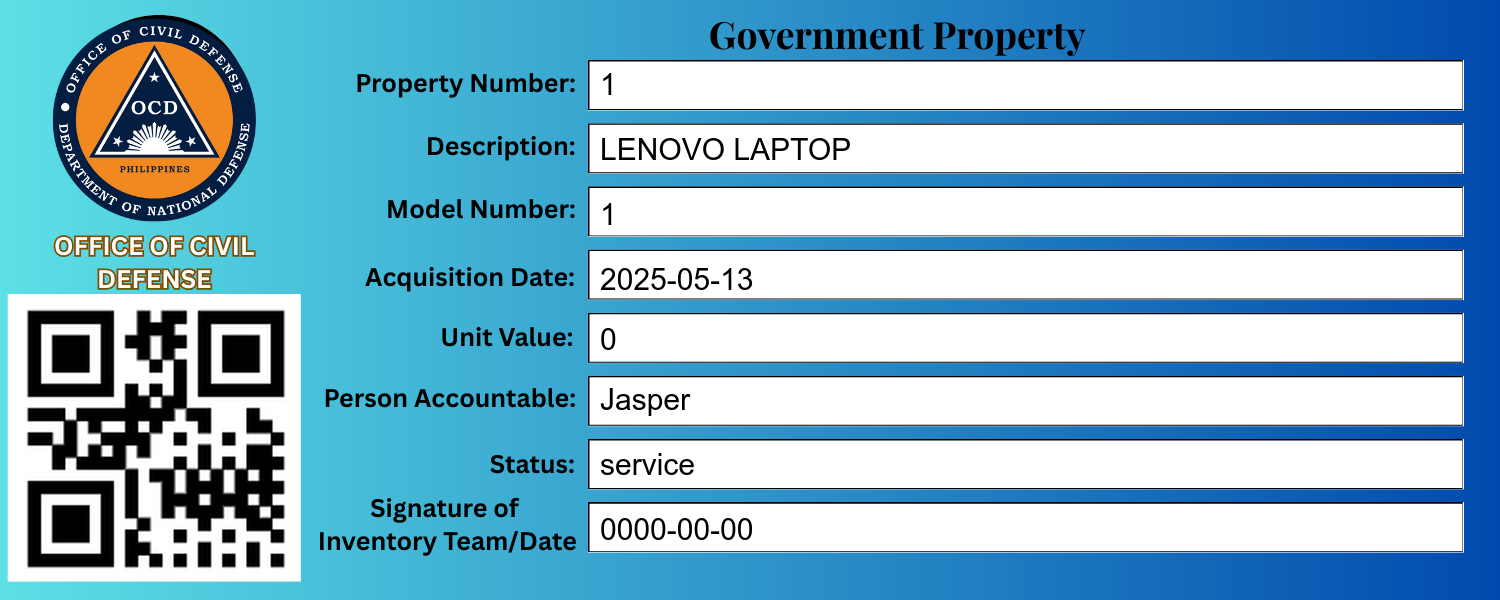 OFFICE OF CIVIL DEFENSE
OCD
PHILIPPINES
DEPARTMENT OF NATIONAL DEFENSE
OFFICE OF CIVIL
DEFENSE
Government Property
Property Number: 1
Description: LENOVO LAPTOP
Model Number: 1
Acquisition Date: 2025-05-13
Unit Value: 0
Person Accountable: Jasper
Status: service
Signature of
Inventory Team/Date 0000-00-00